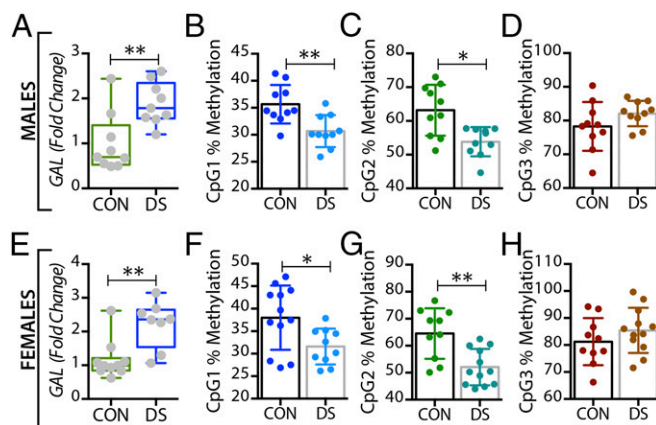 A
B
C
D
MALES
GAL (Fold Change)
3
2
1
0
**
CON DS
CpG1 % Methylation
45
40
35
30
25
20
**
CON DS
CpG2 % Methylation
80
70
60
50
40
*
CON DS
CpG3 % Methylation
100
90
80
70
60
CON DS
E
F
G
H
FEMALES
GAL (Fold Change)
4
3
2
1
0
**
CON DS
CpG1 % Methylation
50
45
40
35
30
25
20
*
CON DS
CpG2 % Methylation
90
80
70
60
50
40
**
CON DS
CpG3 % Methylation
110
100
90
80
70
60
CON DS